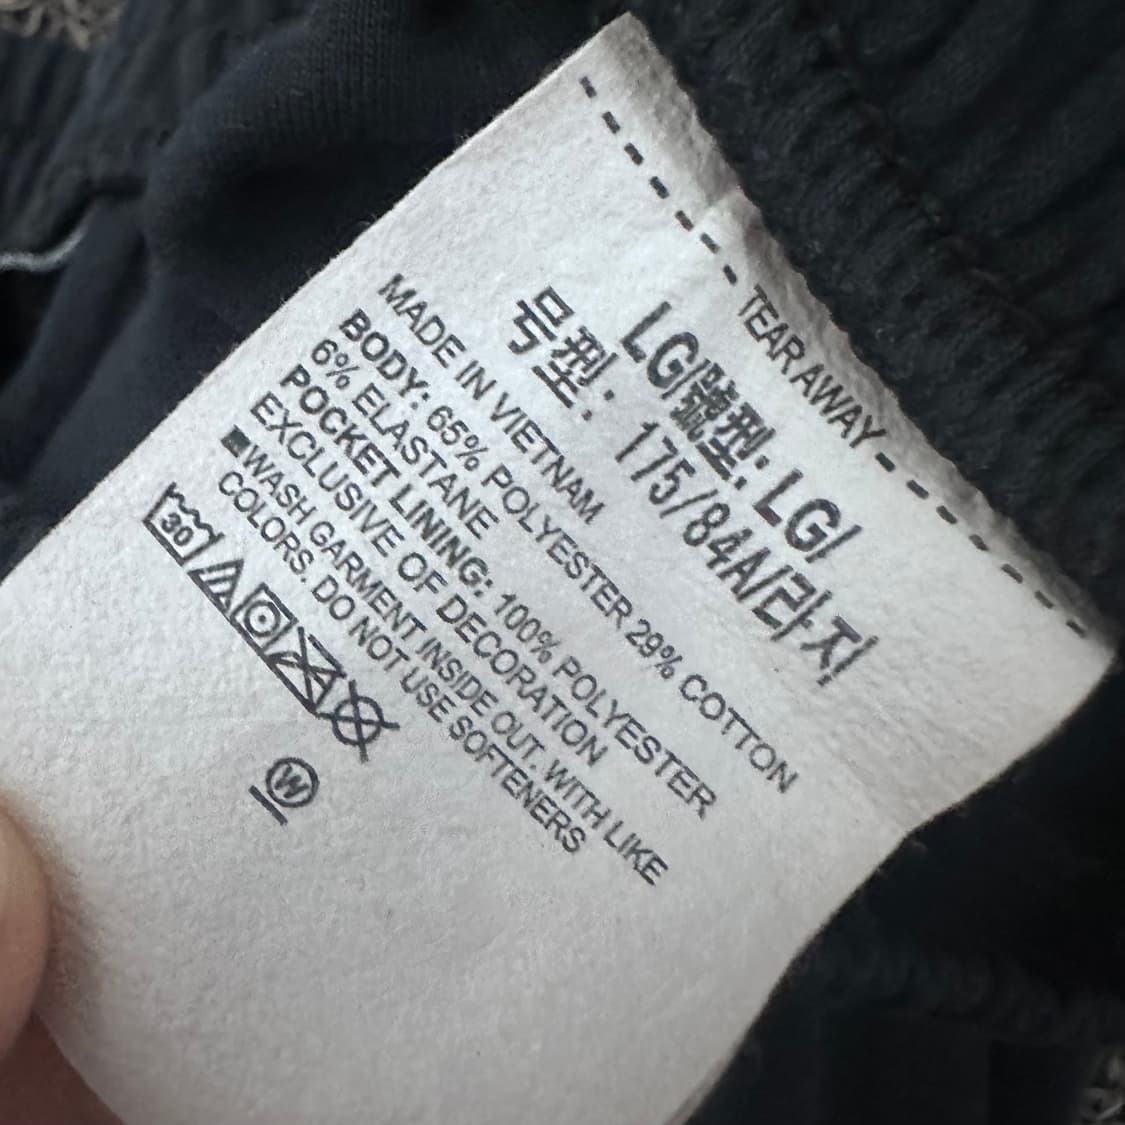 TEAR AWAY
LG/號型: LG/
号型: 175/84A/라지/
MADE IN VIETNAM
BODY: 65% POLYESTER 29% COTTON
6% ELASTANE
POCKET LINING: 100% POLYESTER
EXCLUSIVE OF DECORATION
WASH GARMENT INSIDE OUT. WITH LIKE
COLORS. DO NOT USE SOFTENERS
30
W